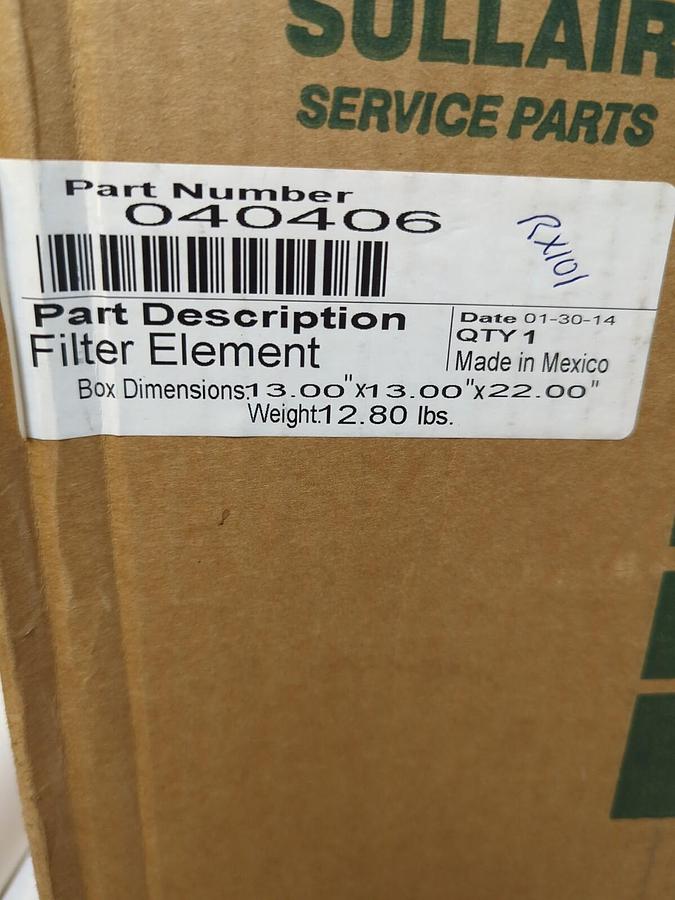 SULLAIR
SERVICE PARTS
Part Number
040406
RX101
Part Description
Filter Element
Date 01-30-14
QTY 1
Made in Mexico
Box Dimensions:13.00"x13.00"x22.00"
Weight:12.80 lbs.